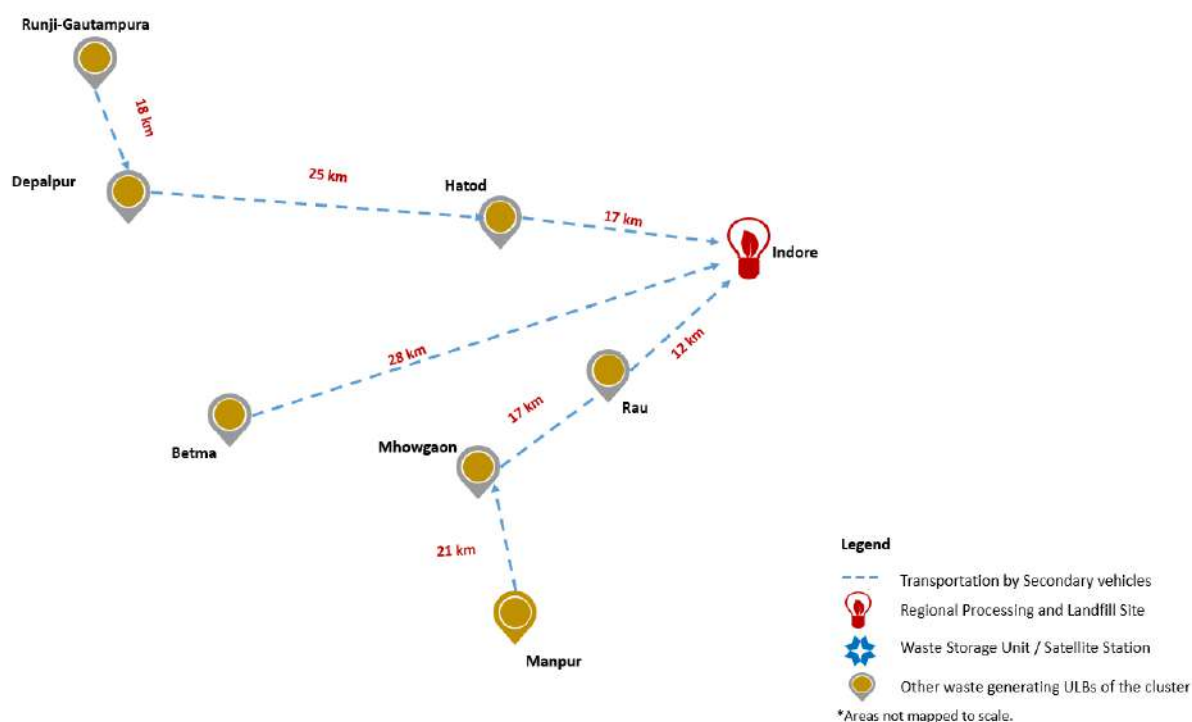 Runji-Gautampura
18 km
Depalpur
25 km
Hatod
17 km
Indore
28 km
12 km
Rau
17 km
Betma
Mhowgaon
21 km
Manpur
Legend
Transportation by Secondary vehicles
Regional Processing and Landfill Site
Waste Storage Unit / Satellite Station
Other waste generating ULBs of the cluster
*Areas not mapped to scale.